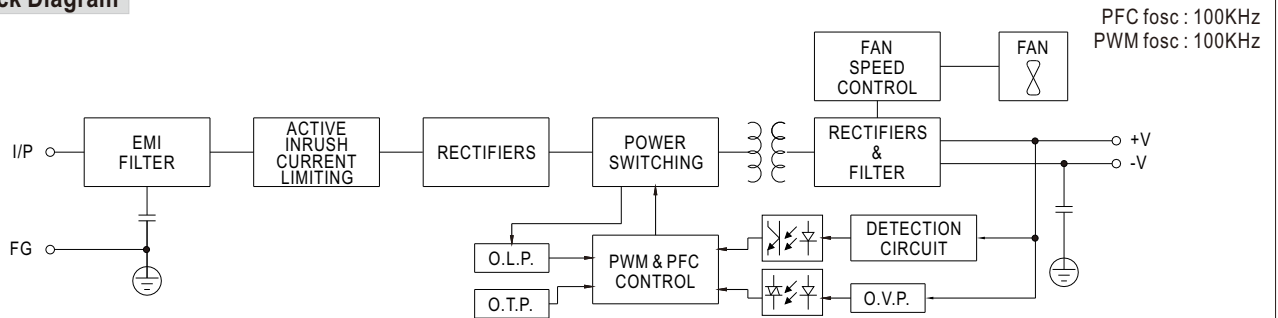 ck Diagram
PFC fosc : 100KHz
PWM fosc : 100KHz
FAN
SPEED
CONTROL
FAN
I/P
EMI
FILTER
ACTIVE
INRUSH
CURRENT
LIMITING
RECTIFIERS
POWER
SWITCHING
RECTIFIERS
&
FILTER
+V
-V
FG
O.L.P.
O.T.P.
PWM & PFC
CONTROL
DETECTION
CIRCUIT
O.V.P.